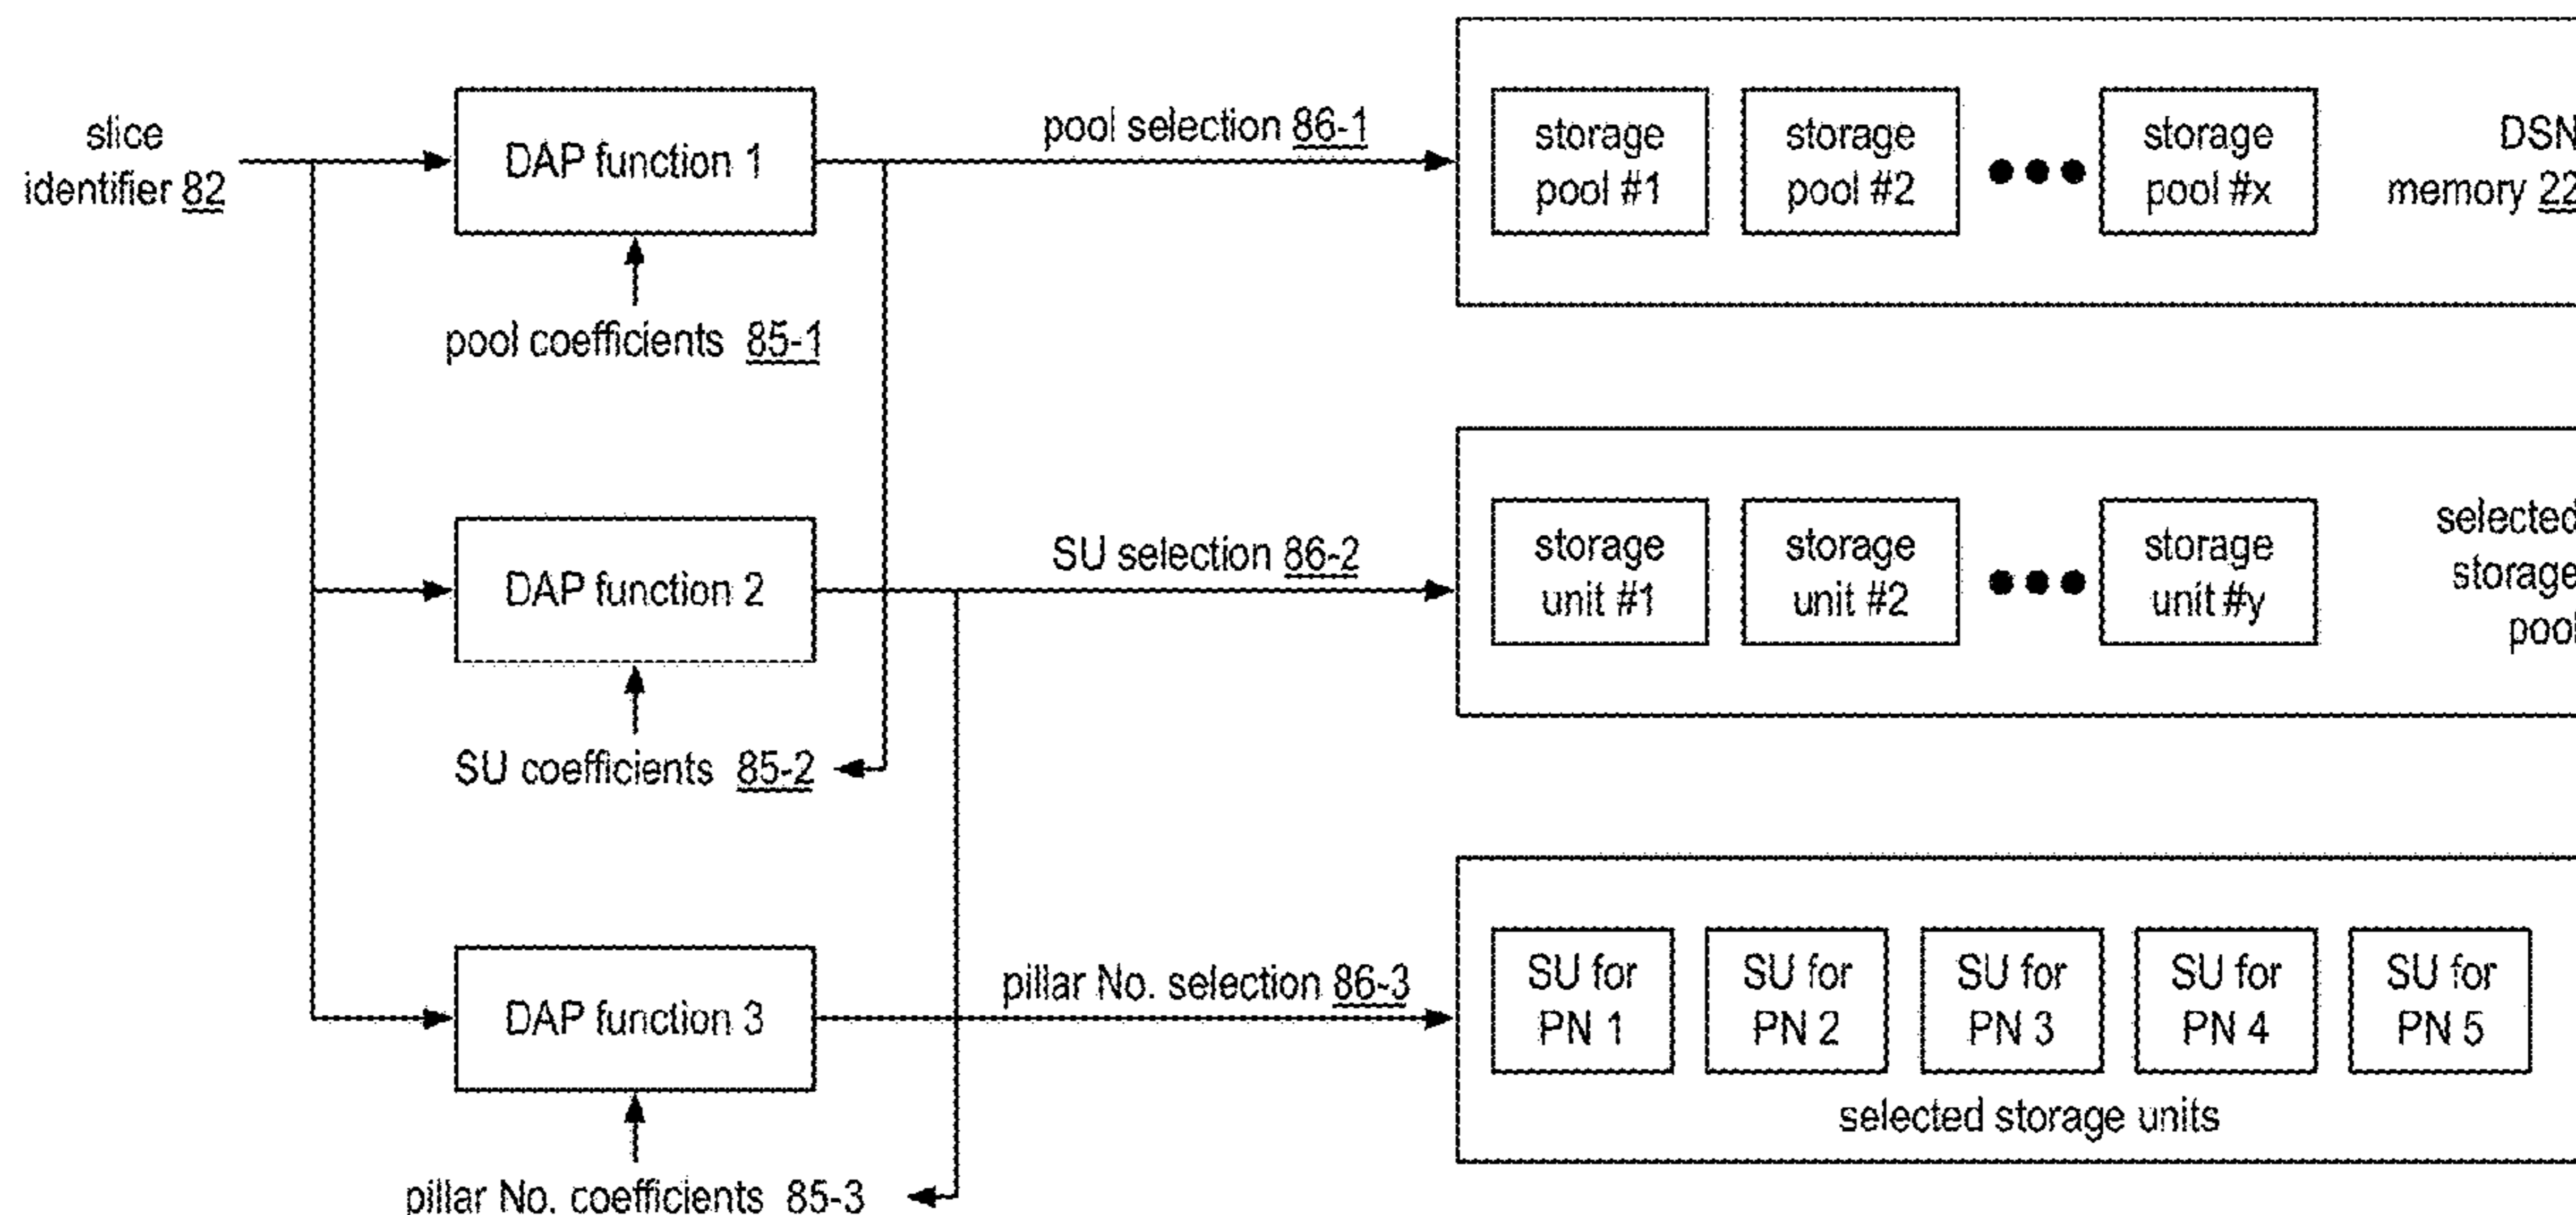 slice
identifier 82
DAP function 1
pool coefficients 85-1
pool selection 86-1
storage
pool #1
storage
pool #2
storage
pool #x
DSN
memory 22
DAP function 2
SU coefficients 85-2
SU selection 86-2
storage
unit #1
storage
unit #2
storage
unit #y
selected
storage
pool
DAP function 3
pillar No. coefficients 85-3
pillar No. selection 86-3
SU for
PN 1
SU for
PN 2
SU for
PN 3
SU for
PN 4
SU for
PN 5
selected storage units